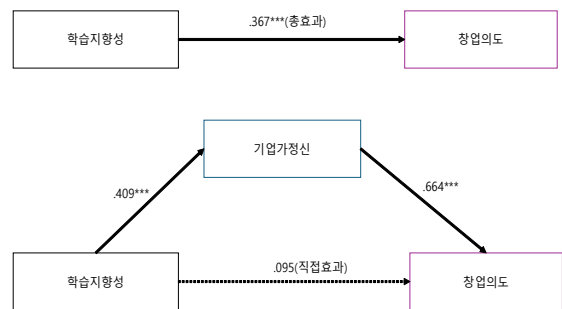 .367***(총효과)
학습지향성
창업의도
기업가정신
.409***
.664***
.095(직접효과)
학습지향성
창업의도